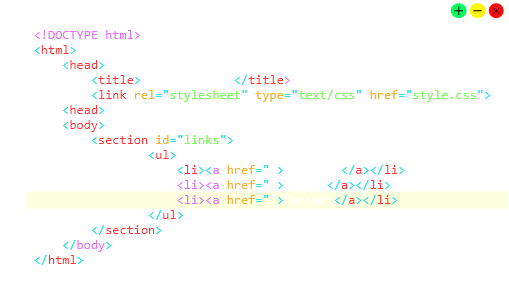 <!DOCTYPE html>
<html>
<head>
<title> </title>
<link rel="stylesheet" type="text/css" href="style.css">
<head>
<body>
<section id="links">
<ul>
<li><a href=" > </a></li>
<li><a href=" > </a></li>
<li><a href=" > </a></li>
</ul>
</section>
</body>
</html>